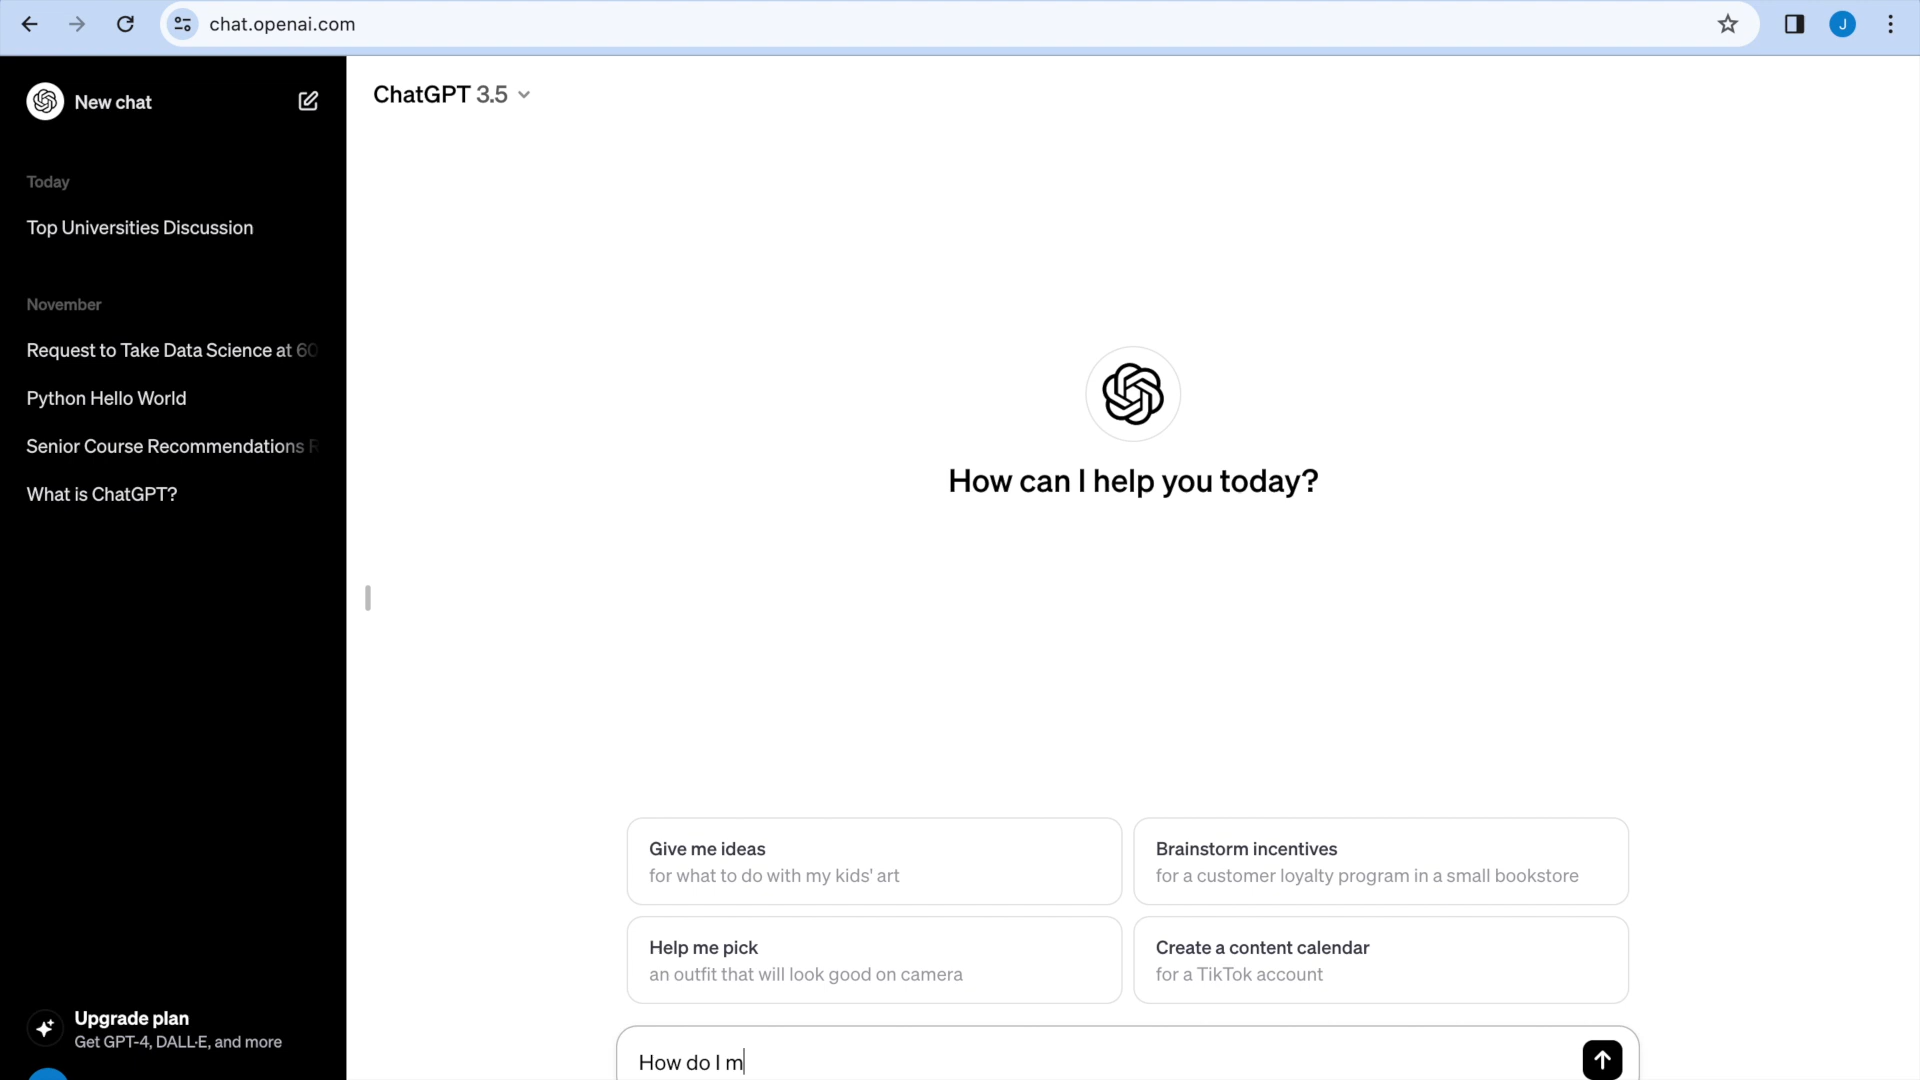 chat.openai.com
J
New chat
ChatGPT 3.5
Today
Top Universities Discussion
November
Request to Take Data Science at 60
Python Hello World
Senior Course Recommendations R
What is ChatGPT?
How can I help you today?
Give me ideas
for what to do with my kids' art
Brainstorm incentives
for a customer loyalty program in a small bookstore
Help me pick
an outfit that will look good on camera
Create a content calendar
for a TikTok account
Upgrade plan
Get GPT-4, DALL·E, and more
How do I m